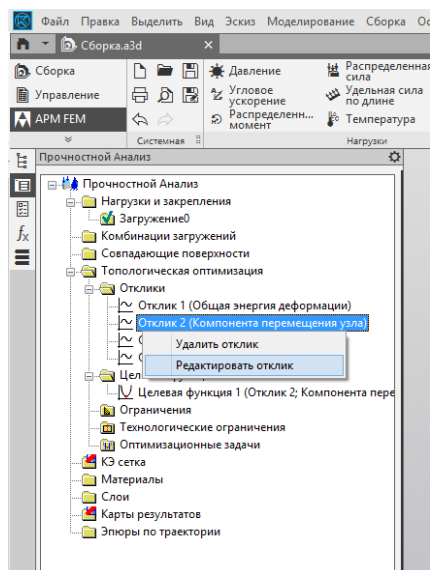 Файл Правка Выделить Вид Эскиз Моделирование Сборка
Сборка.a3d
Сборка
Управление
APM FEM
Системная
Давление
Угловое ускорение
Распределенн... момент
Распределенная сила
Удельная сила по длине
Температура
Нагрузки
Прочностной Анализ
Прочностной Анализ
Нагрузки и закрепления
Загружение0
Комбинации загружений
Совпадающие поверхности
Топологическая оптимизация
Отклики
Отклик 1 (Общая энергия деформации)
Отклик 2 (Компонента перемещения узла)
Удалить отклик
Редактировать отклик
Целевая функция 1 (Отклик 2; Компонента пере
Ограничения
Технологические ограничения
Оптимизационные задачи
КЭ сетка
Материалы
Слои
Карты результатов
Эпюры по траектории